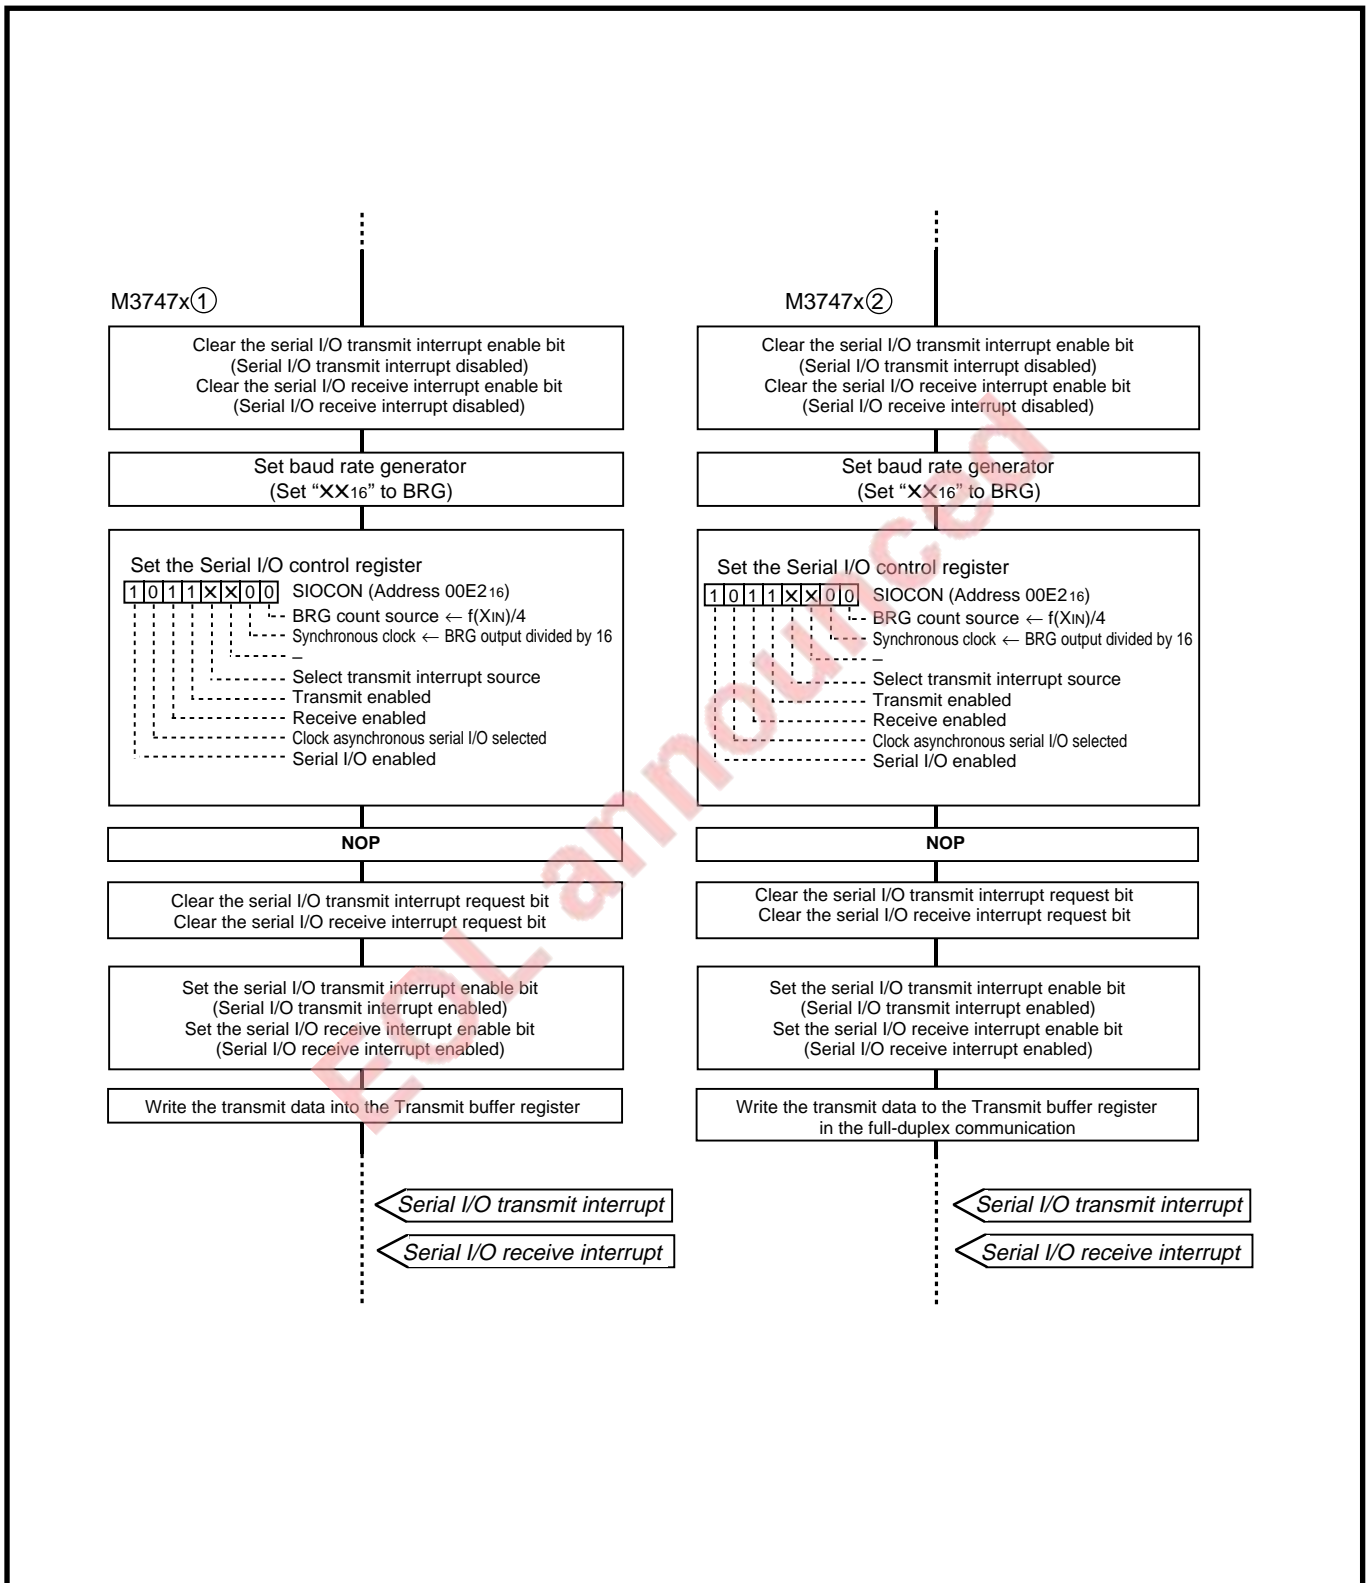 M3747x①
Clear the serial I/O transmit interrupt enable bit
(Serial I/O transmit interrupt disabled)
Clear the serial I/O receive interrupt enable bit
(Serial I/O receive interrupt disabled)
Set baud rate generator
(Set “XX16” to BRG)
Set the Serial I/O control register
1 0 1 1 X X 0 0 SIOCON (Address 00E216)
BRG count source ← f(XIN)/4
Synchronous clock ← BRG output divided by 16
–
Select transmit interrupt source
Transmit enabled
Receive enabled
Clock asynchronous serial I/O selected
Serial I/O enabled
NOP
Clear the serial I/O transmit interrupt request bit
Clear the serial I/O receive interrupt request bit
Set the serial I/O transmit interrupt enable bit
(Serial I/O transmit interrupt enabled)
Set the serial I/O receive interrupt enable bit
(Serial I/O receive interrupt enabled)
Write the transmit data into the Transmit buffer register
Serial I/O transmit interrupt
Serial I/O receive interrupt
M3747x②
Clear the serial I/O transmit interrupt enable bit
(Serial I/O transmit interrupt disabled)
Clear the serial I/O receive interrupt enable bit
(Serial I/O receive interrupt disabled)
Set baud rate generator
(Set “XX16” to BRG)
Set the Serial I/O control register
1 0 1 1 X X 0 0 SIOCON (Address 00E216)
BRG count source ← f(XIN)/4
Synchronous clock ← BRG output divided by 16
–
Select transmit interrupt source
Transmit enabled
Receive enabled
Clock asynchronous serial I/O selected
Serial I/O enabled
NOP
Clear the serial I/O transmit interrupt request bit
Clear the serial I/O receive interrupt request bit
Set the serial I/O transmit interrupt enable bit
(Serial I/O transmit interrupt enabled)
Set the serial I/O receive interrupt enable bit
(Serial I/O receive interrupt enabled)
Write the transmit data to the Transmit buffer register
in the full-duplex communication
Serial I/O transmit interrupt
Serial I/O receive interrupt
EOL announced